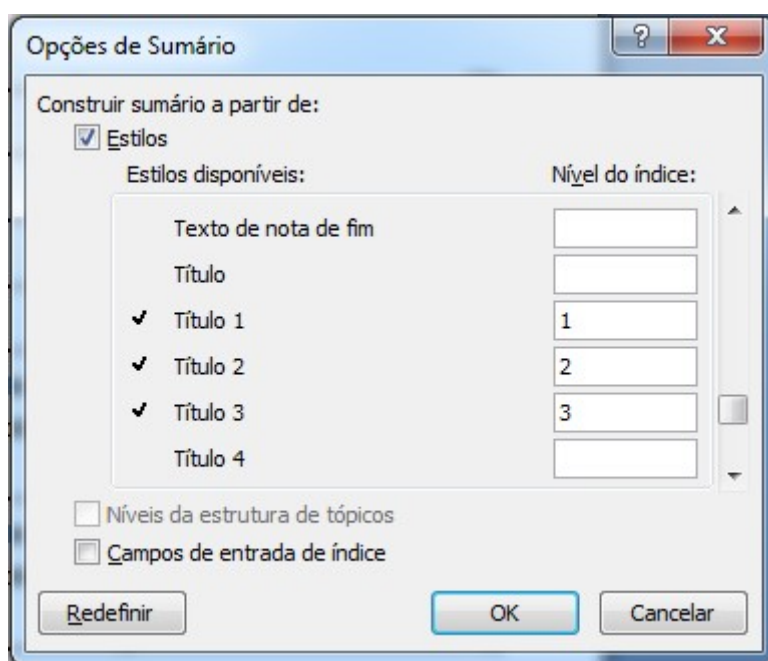 Opções de Sumário
Construir sumário a partir de:
Estilos
Estilos disponíveis: Nível do índice:
Texto de nota de fim
Título
Título 1 1
Título 2 2
Título 3 3
Título 4
Níveis da estrutura de tópicos
Campos de entrada de índice
Redefinir OK Cancelar